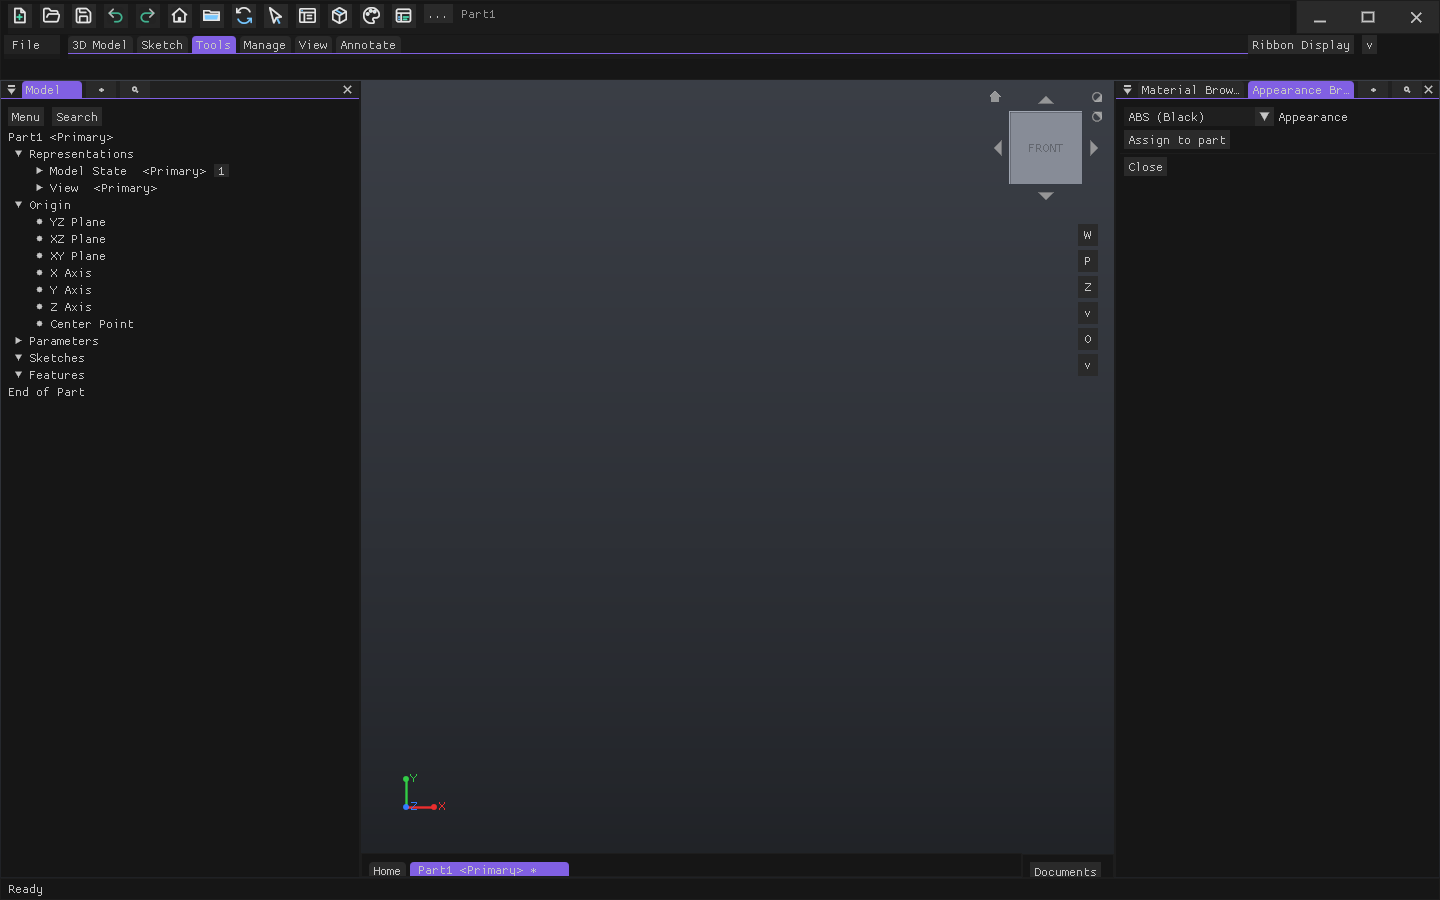 ... Part1
File 3D Model Sketch Tools Manage View Annotate Ribbon Display v
Model
Menu Search
Part1 <Primary>
Representations
Model State <Primary> 1
View <Primary>
Origin
YZ Plane
XZ Plane
XY Plane
X Axis
Y Axis
Z Axis
Center Point
Parameters
Sketches
Features
End of Part
FRONT
W
P
Z
v
O
v
Y
Z X
Home Part1 <Primary> * Documents
Material Brow… Appearance Br…
ABS (Black) Appearance
Assign to part
Close
Ready